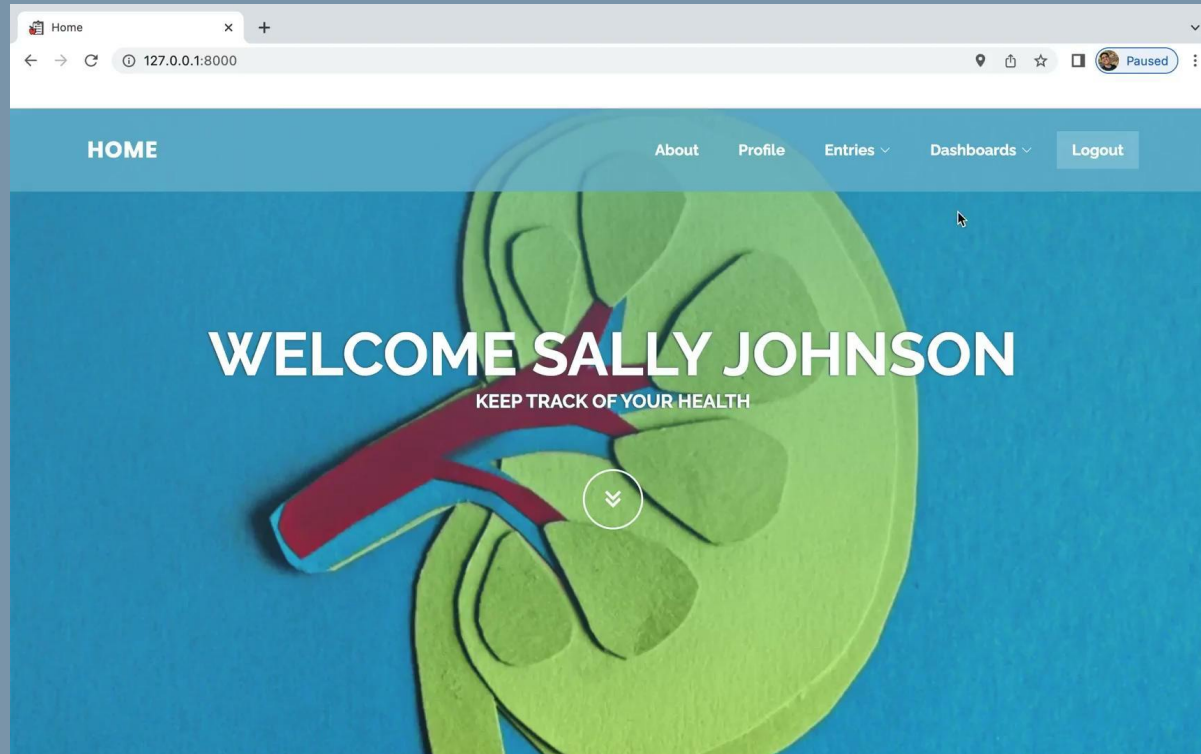 Home
127.0.0.1:8000
Paused
HOME
About Profile Entries Dashboards Logout
WELCOME SALLY JOHNSON
KEEP TRACK OF YOUR HEALTH